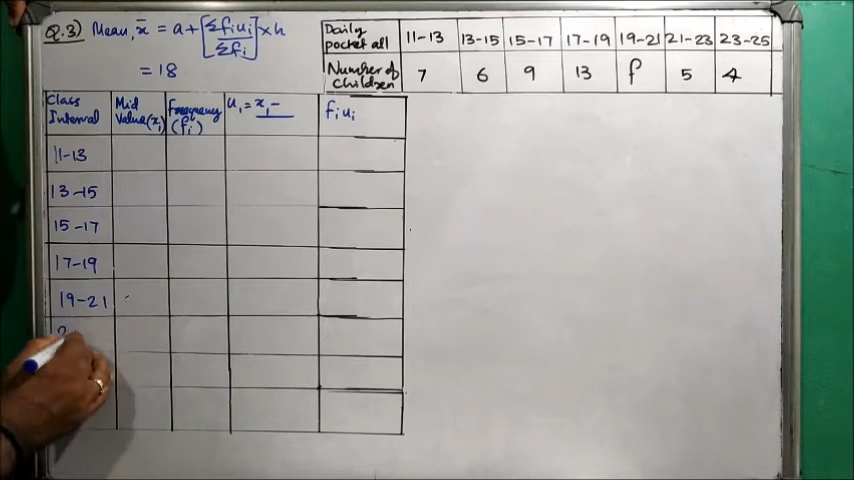 Q.3) Mean, x̄ = a + [Σfiui / Σfi] × h
= 18
Daily pocket all 11-13 13-15 15-17 17-19 19-21 21-23 23-25
Number of children 7 6 9 13 f 5 4
Class Interval Mid Value(xi) Frequency (fi) ui = xi- fiui
11-13
13-15
15-17
17-19
19-21
2